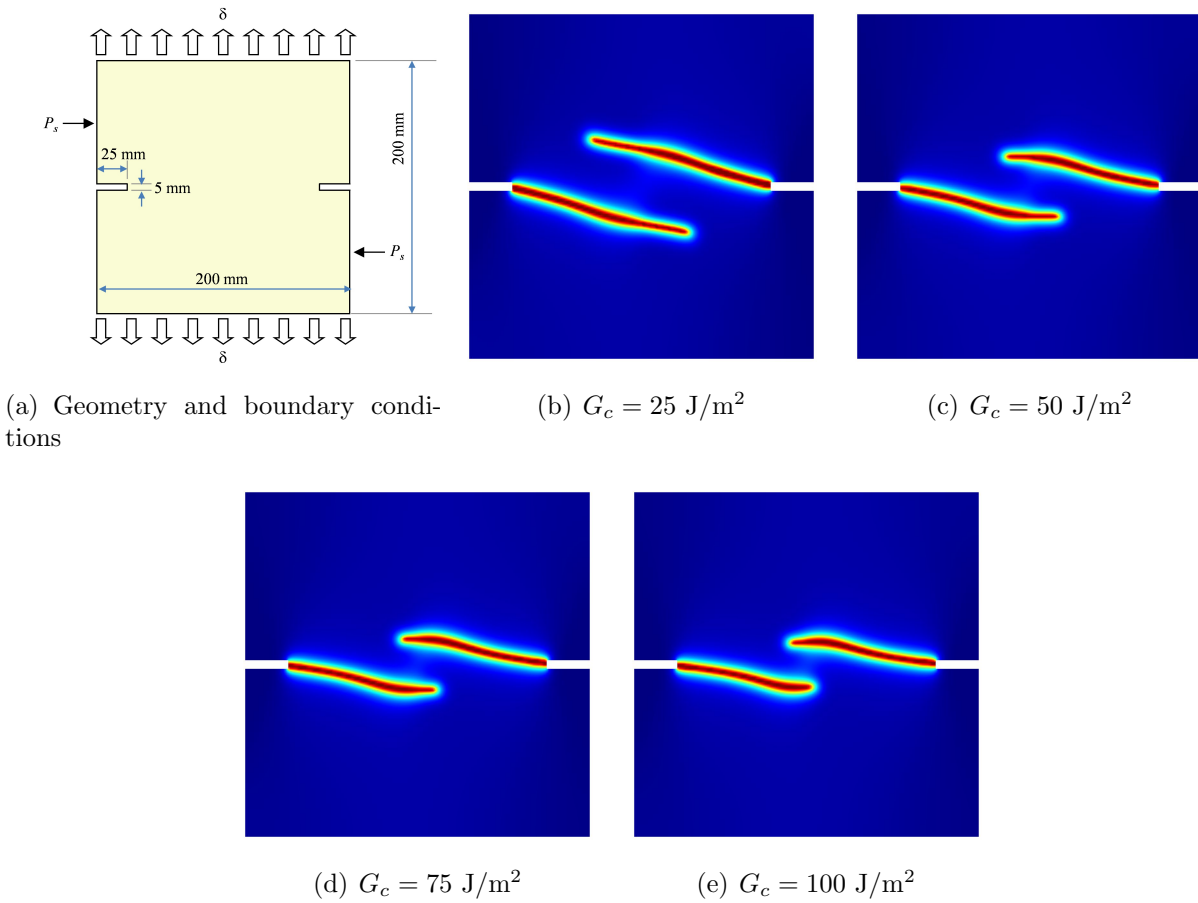 δ
P_s
25 mm
5 mm
200 mm
P_s
200 mm
δ
(a) Geometry and boundary condi-
tions
(b) G_c = 25 J/m²
(c) G_c = 50 J/m²
(d) G_c = 75 J/m²
(e) G_c = 100 J/m²